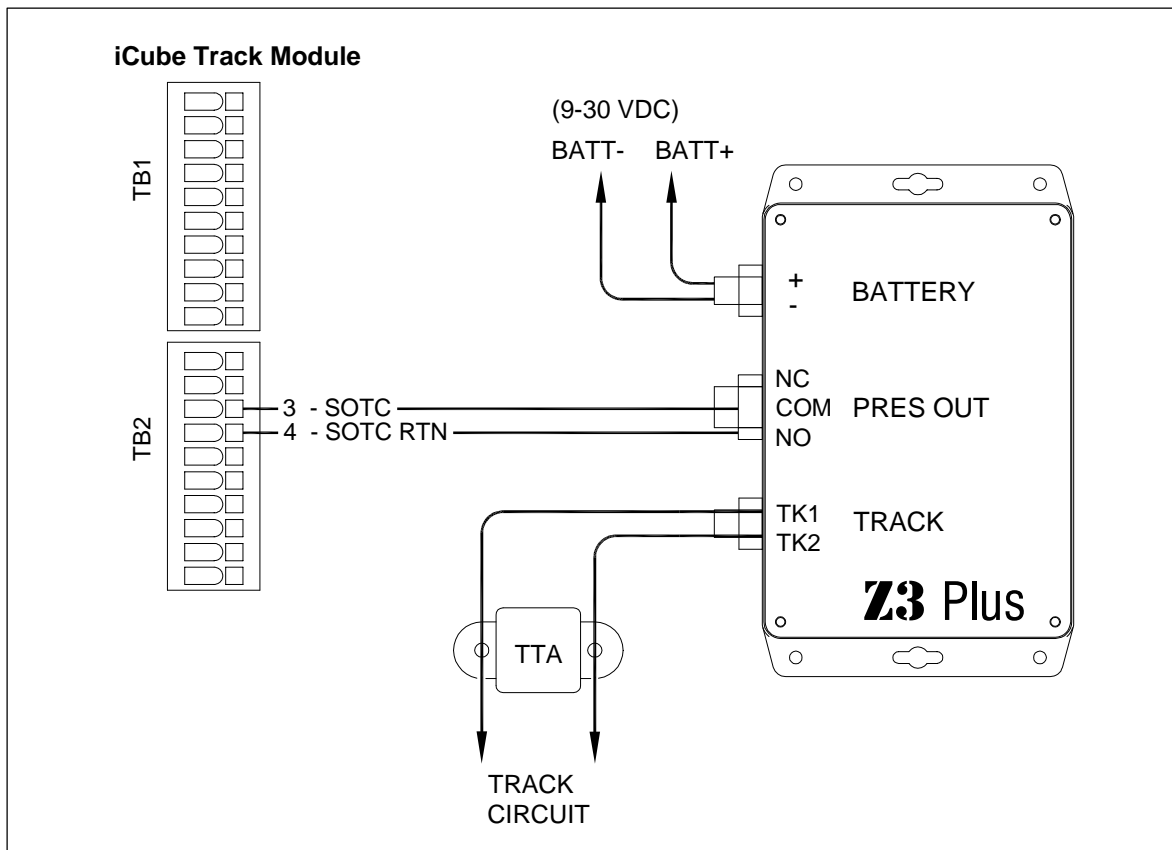 iCube Track Module
TB1
(9-30 VDC)
BATT- BATT+
+
-
BATTERY
TB2
3 - SOTC
4 - SOTC RTN
NC
COM
NO
PRES OUT
TK1
TK2
TRACK
Z3 Plus
TTA
TRACK
CIRCUIT